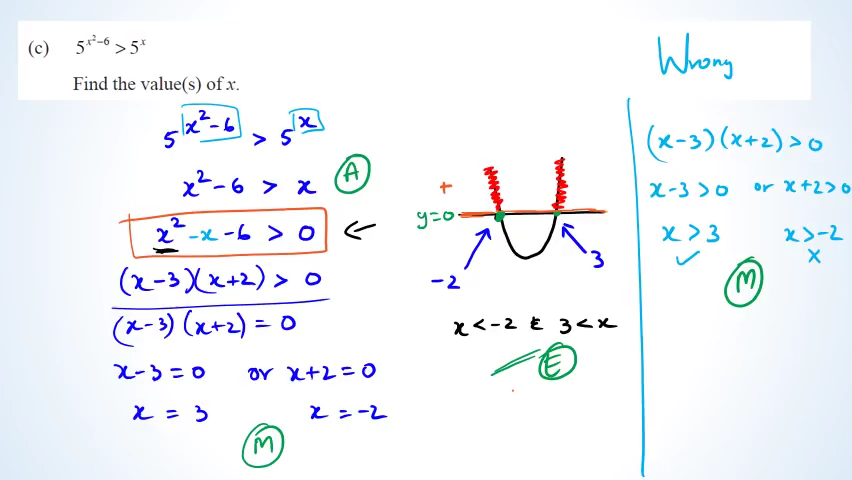 (c) 5^{x²-6} > 5^x
Find the value(s) of x.
5^{x²-6} > 5^x
x² - 6 > x A
x² - x - 6 > 0 ←
(x-3)(x+2) > 0
(x-3)(x+2) = 0
x-3 = 0 or x+2 = 0
x = 3 x = -2
M
+
y=0
-2 3
x < -2 & 3 < x
E
Wrong
(x-3)(x+2) > 0
x-3 > 0 or x+2 > 0
x > 3 x > -2
✓ x
M